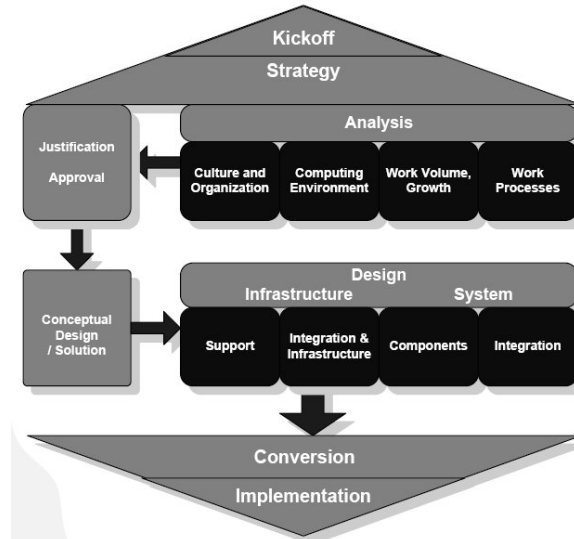 Kickoff
Strategy
Justification
Approval
Analysis
Culture and
Organization
Computing
Environment
Work Volume,
Growth
Work
Processes
Conceptual
Design
/ Solution
Design
Infrastructure
System
Support
Integration &
Infrastructure
Components
Integration
Conversion
Implementation